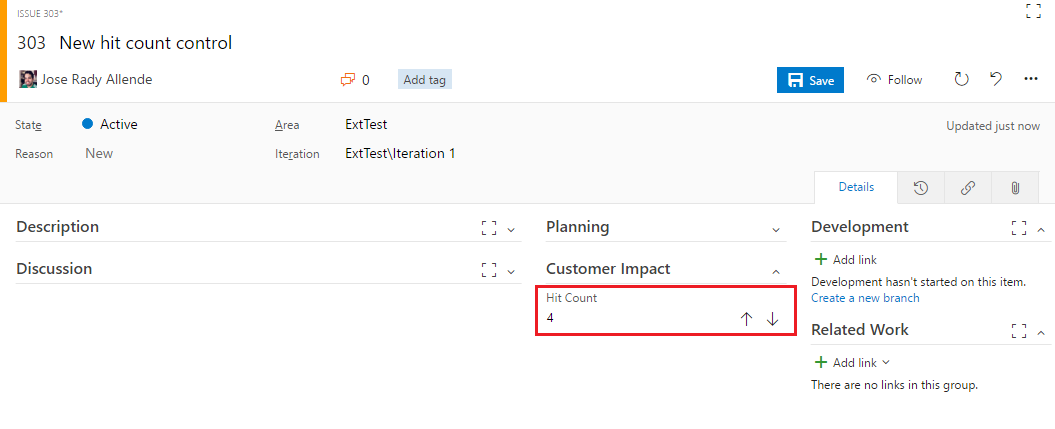 ISSUE 303*
303 New hit count control
Jose Rady Allende 0 Add tag Save Follow ...
State Active Area ExtTest Updated just now
Reason New Iteration ExtTest\Iteration 1
Details
Description Planning Development
Add link
Discussion Customer Impact Development hasn't started on this item.
Hit Count Create a new branch
4
Related Work
Add link
There are no links in this group.